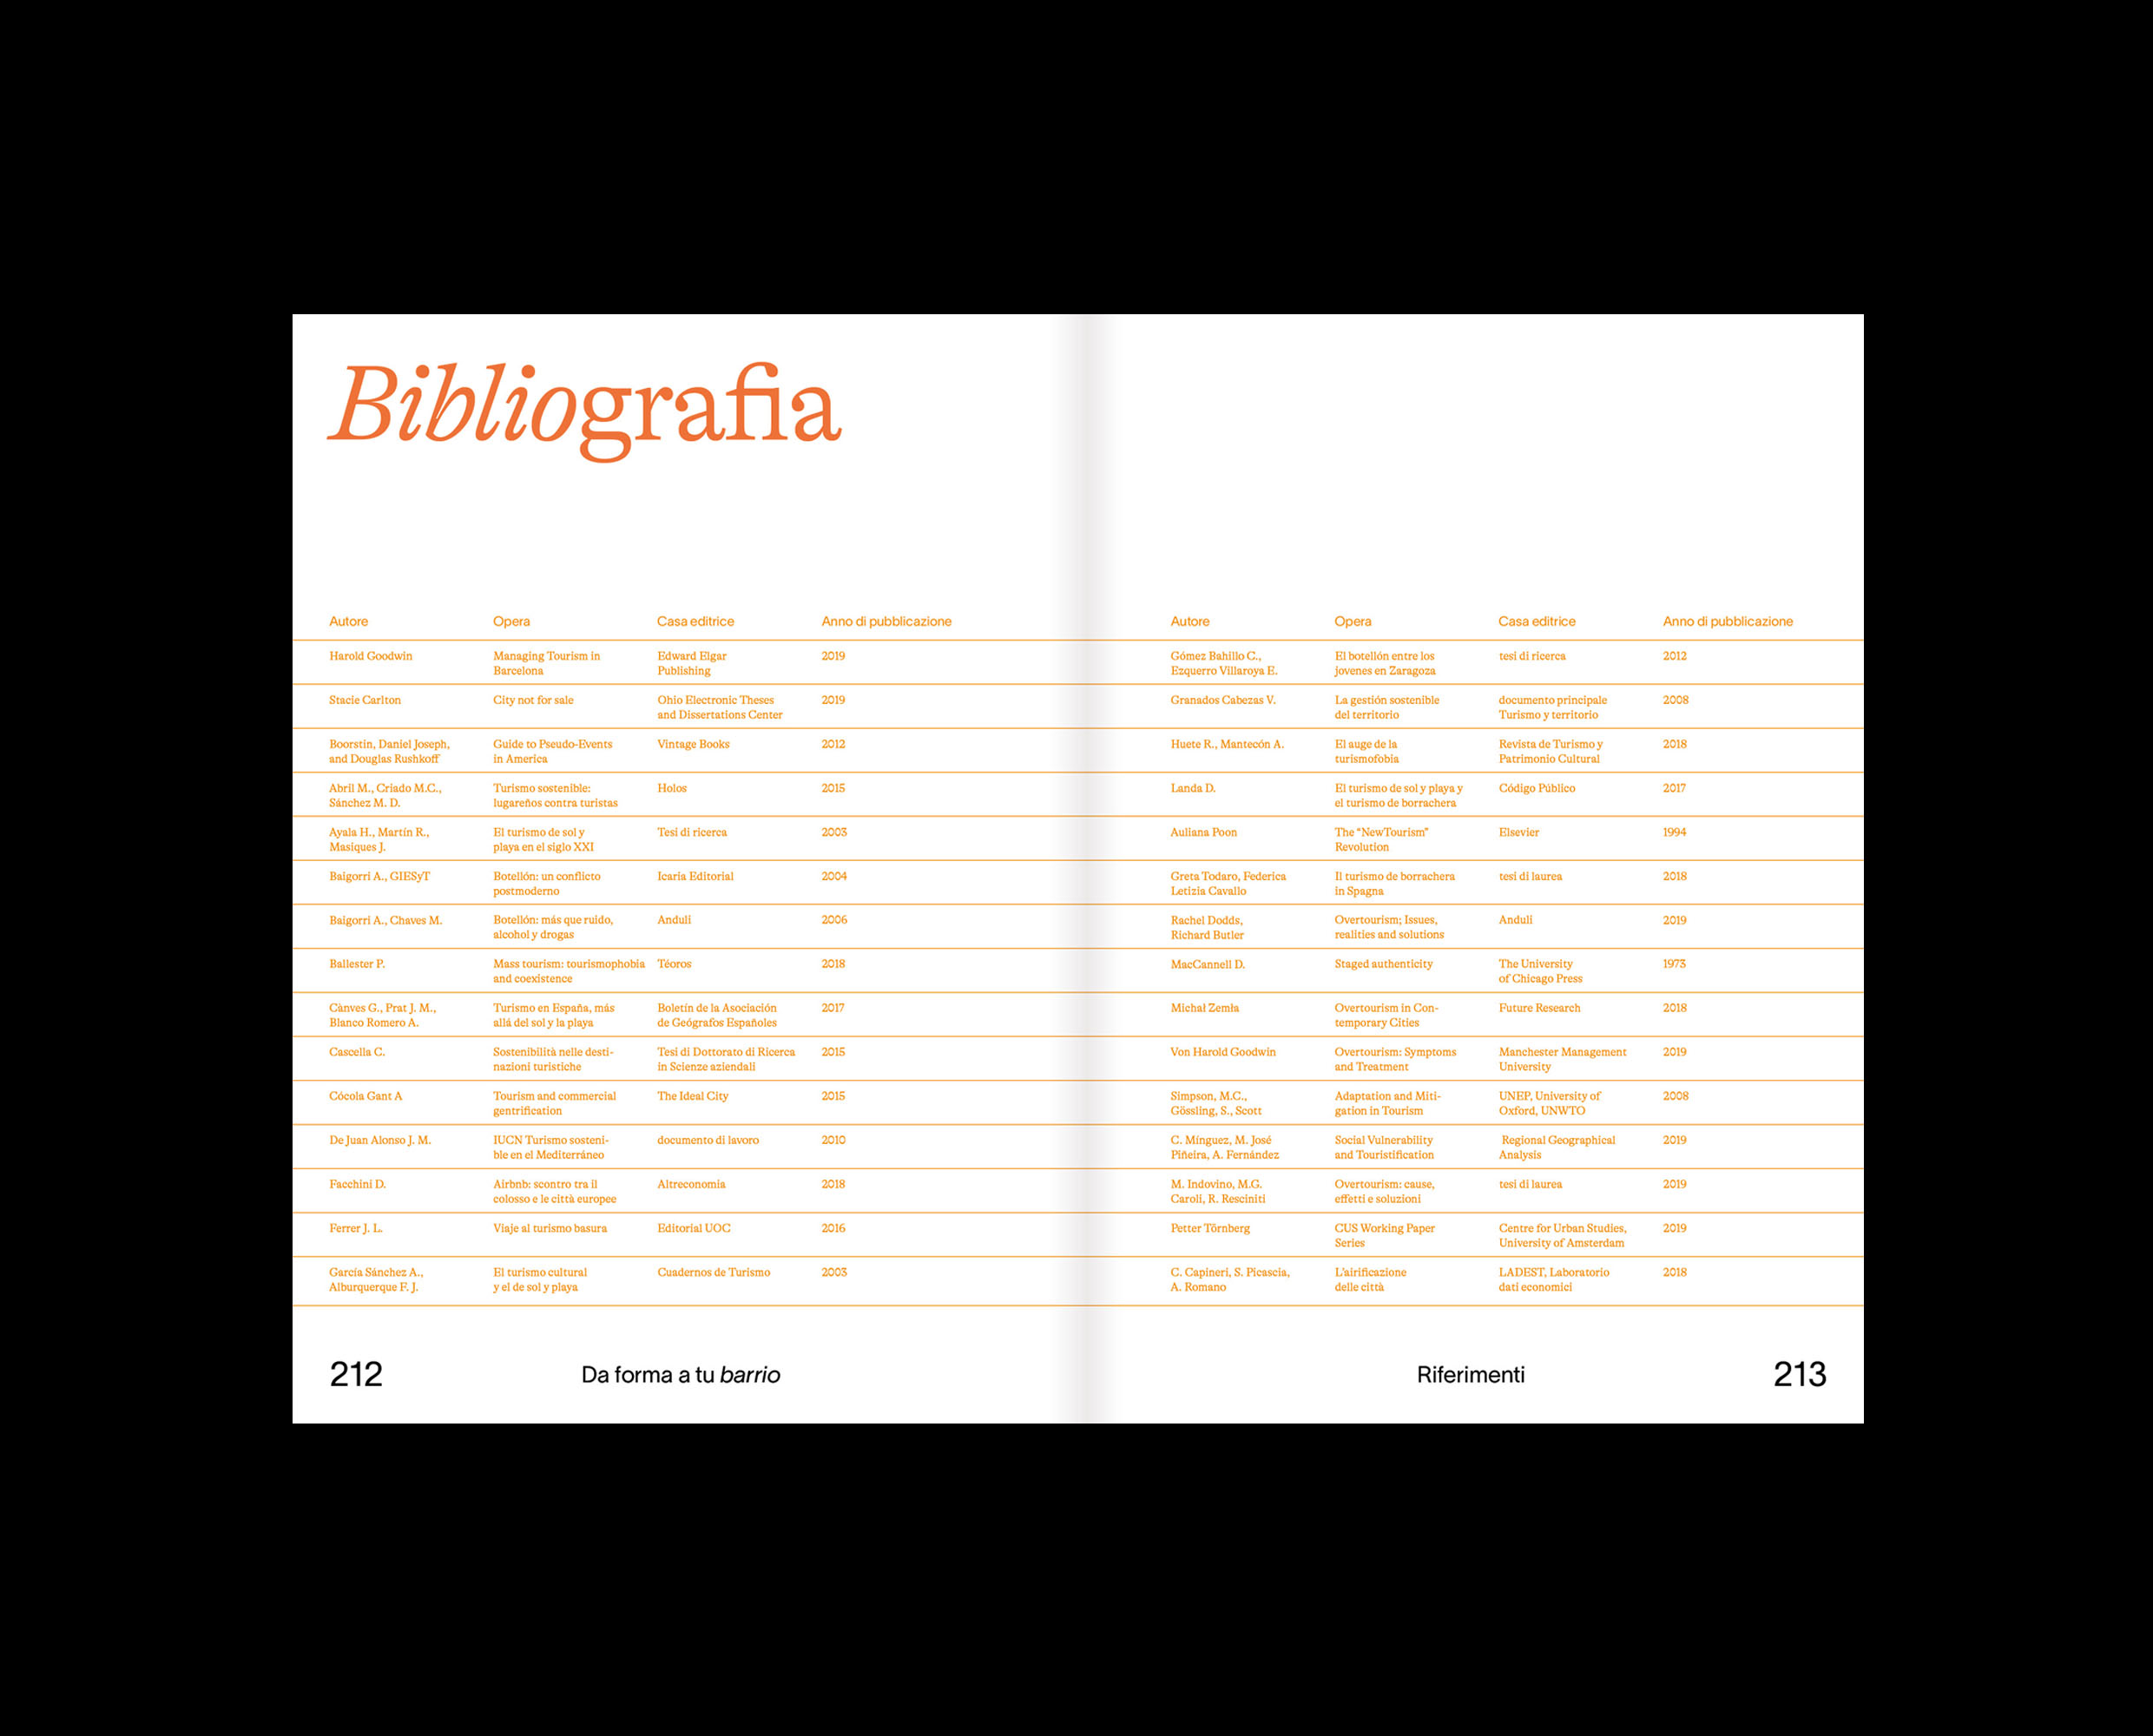 Bibliografia
Autore Opera Casa editrice Anno di pubblicazione
Harold Goodwin Managing Tourism in Edward Elgar 2019
Barcelona Publishing
Stacie Carlton City not for sale Ohio Electronic Theses 2019
and Dissertations Center
Boorstin, Daniel Joseph, Guide to Pseudo-Events Vintage Books 2012
and Douglas Rushkoff in America
Abril M., Criado M.C., Turismo sostenible: Holos 2015
Sánchez M. D. lugareños contra turistas
Ayala H., Martín R., El turismo de sol y Tesi di ricerca 2003
Masiques J. playa en el siglo XXI
Baigorri A., GIESyT Botellón: un conflicto Icaria Editorial 2004
postmoderno
Baigorri A., Chaves M. Botellón: más que ruido, Anduli 2006
alcohol y drogas
Ballester P. Mass tourism: tourismophobia Téoros 2018
and coexistence
Cànves G., Prat J. M., Turismo en España, más Boletín de la Asociación 2017
Blanco Romero A. allá del sol y la playa de Geógrafos Españoles
Cascella C. Sostenibilità nelle desti- Tesi di Dottorato di Ricerca 2015
nazioni turistiche in Scienze aziendali
Cócola Gant A Tourism and commercial The Ideal City 2015
gentrification
De Juan Alonso J. M. IUCN Turismo sosteni- documento di lavoro 2010
ble en el Mediterráneo
Facchini D. Airbnb: scontro tra il Altreconomia 2018
colosso e le città europee
Ferrer J. L. Viaje al turismo basura Editorial UOC 2016
García Sánchez A., El turismo cultural Cuadernos de Turismo 2003
Alburquerque F. J. y el de sol y playa
212 Da forma a tu barrio
Autore Opera Casa editrice Anno di pubblicazione
Gómez Bahillo C., El botellón entre los tesi di ricerca 2012
Ezquerro Villaroya E. jovenes en Zaragoza
Granados Cabezas V. La gestión sostenible documento principale 2008
del territorio Turismo y territorio
Huete R., Mantecón A. El auge de la Revista de Turismo y 2018
turismofobia Patrimonio Cultural
Landa D. El turismo de sol y playa y Código Público 2017
el turismo de borrachera
Auliana Poon The "NewTourism" Elsevier 1994
Revolution
Greta Todaro, Federica Il turismo de borrachera tesi di laurea 2018
Letizia Cavallo in Spagna
Rachel Dodds, Overtourism; Issues, Anduli 2019
Richard Butler realities and solutions
MacCannell D. Staged authenticity The University 1973
of Chicago Press
Michał Zemła Overtourism in Con- Future Research 2018
temporary Cities
Von Harold Goodwin Overtourism: Symptoms Manchester Management 2019
and Treatment University
Simpson, M.C., Adaptation and Miti- UNEP, University of 2008
Gössling, S., Scott gation in Tourism Oxford, UNWTO
C. Mínguez, M. José Social Vulnerability Regional Geographical 2019
Piñeira, A. Fernández and Touristification Analysis
M. Indovino, M.G. Overtourism: cause, tesi di laurea 2019
Caroli, R. Resciniti effetti e soluzioni
Petter Törnberg CUS Working Paper Centre for Urban Studies, 2019
Series University of Amsterdam
C. Capineri, S. Picascia, L'airificazione LADEST, Laboratorio 2018
A. Romano delle città dati economici
Riferimenti 213